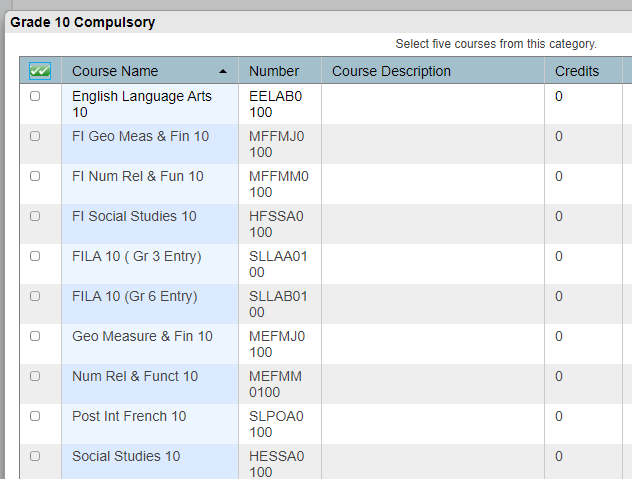 Grade 10 Compulsory
Select five courses from this category.
Course Name Number Course Description Credits
English Language Arts 10 EELAB0100 0
FI Geo Meas & Fin 10 MFFMJ0100 0
FI Num Rel & Fun 10 MFFMM0100 0
FI Social Studies 10 HFSSA0100 0
FILA 10 ( Gr 3 Entry) SLLAA0100 0
FILA 10 (Gr 6 Entry) SLLAB0100 0
Geo Measure & Fin 10 MEFMJ0100 0
Num Rel & Funct 10 MEFMM0100 0
Post Int French 10 SLPOA0100 0
Social Studies 10 HESSA0100 0